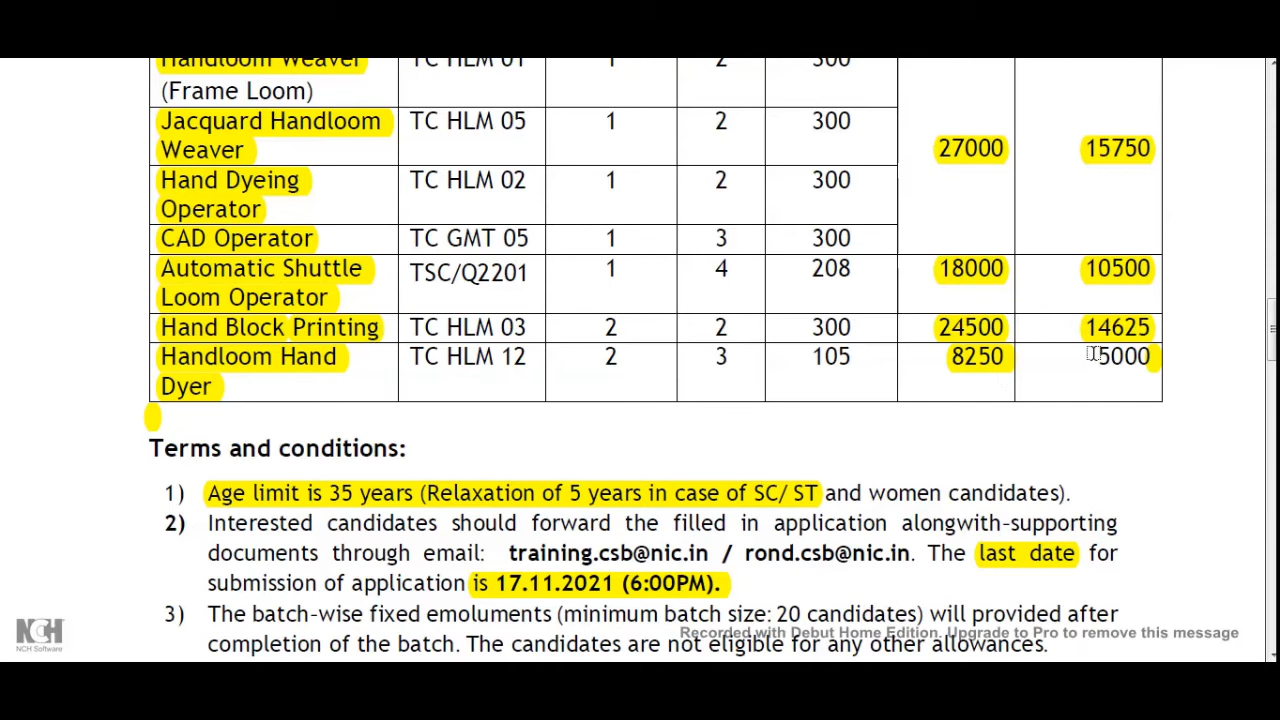 Handloom Weaver TC HLM 01 1 2 300
(Frame Loom)
Jacquard Handloom TC HLM 05 1 2 300
Weaver 27000 15750
Hand Dyeing TC HLM 02 1 2 300
Operator
CAD Operator TC GMT 05 1 3 300
Automatic Shuttle TSC/Q2201 1 4 208 18000 10500
Loom Operator
Hand Block Printing TC HLM 03 2 2 300 24500 14625
Handloom Hand TC HLM 12 2 3 105 8250 5000
Dyer
Terms and conditions:
1) Age limit is 35 years (Relaxation of 5 years in case of SC/ ST and women candidates).
2) Interested candidates should forward the filled in application alongwith-supporting
documents through email: training.csb@nic.in / rond.csb@nic.in. The last date for
submission of application is 17.11.2021 (6:00PM).
3) The batch-wise fixed emoluments (minimum batch size: 20 candidates) will provided after
completion of the batch. The candidates are not eligible for any other allowances.
Recorded with Debut Home Edition. Upgrade to Pro to remove this message
NCH
NCH Software